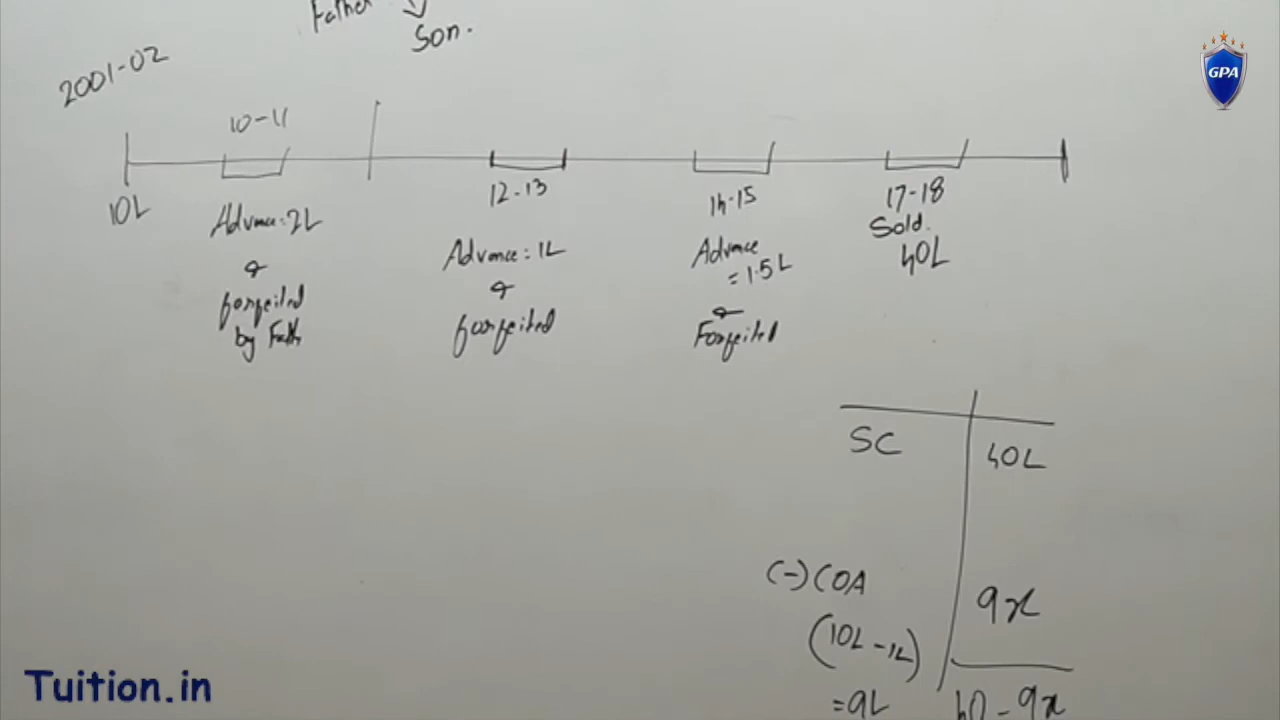 Father
Son.
2001-02
GPA
10-11
10L
Advance: 2L
&
forfeited
by Fath
12-13
Advance: 1L
&
forfeited
14-15
Advance
= 1.5L
&
Forfeited
17-18
Sold.
40L
SC 40L
(-) COA 9x
(10L - 1L)
= 9L 40 - 9x
Tuition.in